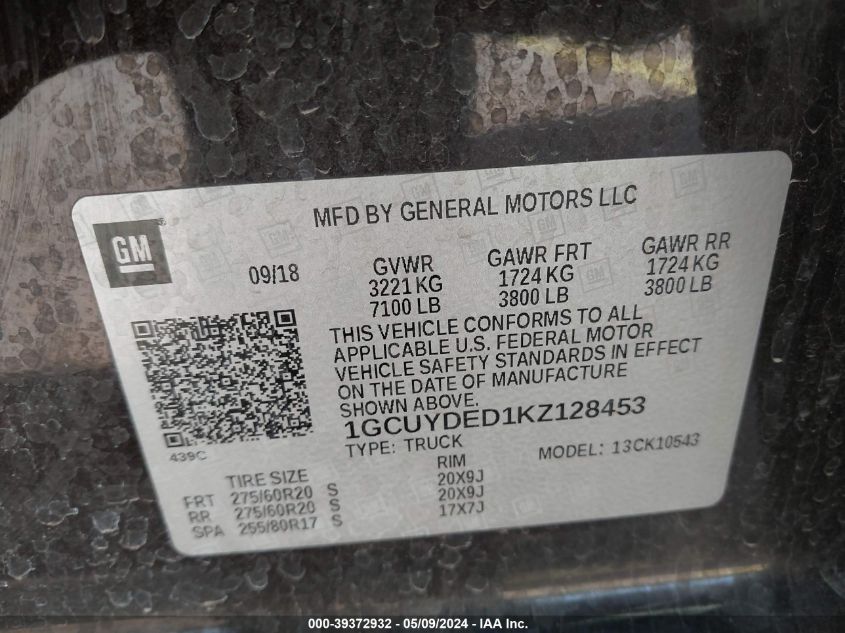 MFD BY GENERAL MOTORS LLC
GM
09/18
GVWR GAWR FRT GAWR RR
3221 KG 1724 KG 1724 KG
7100 LB 3800 LB 3800 LB
THIS VEHICLE CONFORMS TO ALL
APPLICABLE U.S. FEDERAL MOTOR
VEHICLE SAFETY STANDARDS IN EFFECT
ON THE DATE OF MANUFACTURE
SHOWN ABOVE.
1GCUYDED1KZ128453
TYPE: TRUCK MODEL: 13CK10543
439C
TIRE SIZE RIM
FRT 275/60R20 S 20X9J
RR 275/60R20 S 20X9J
SPA 255/80R17 S 17X7J
000-39372932 - 05/09/2024 - IAA Inc.